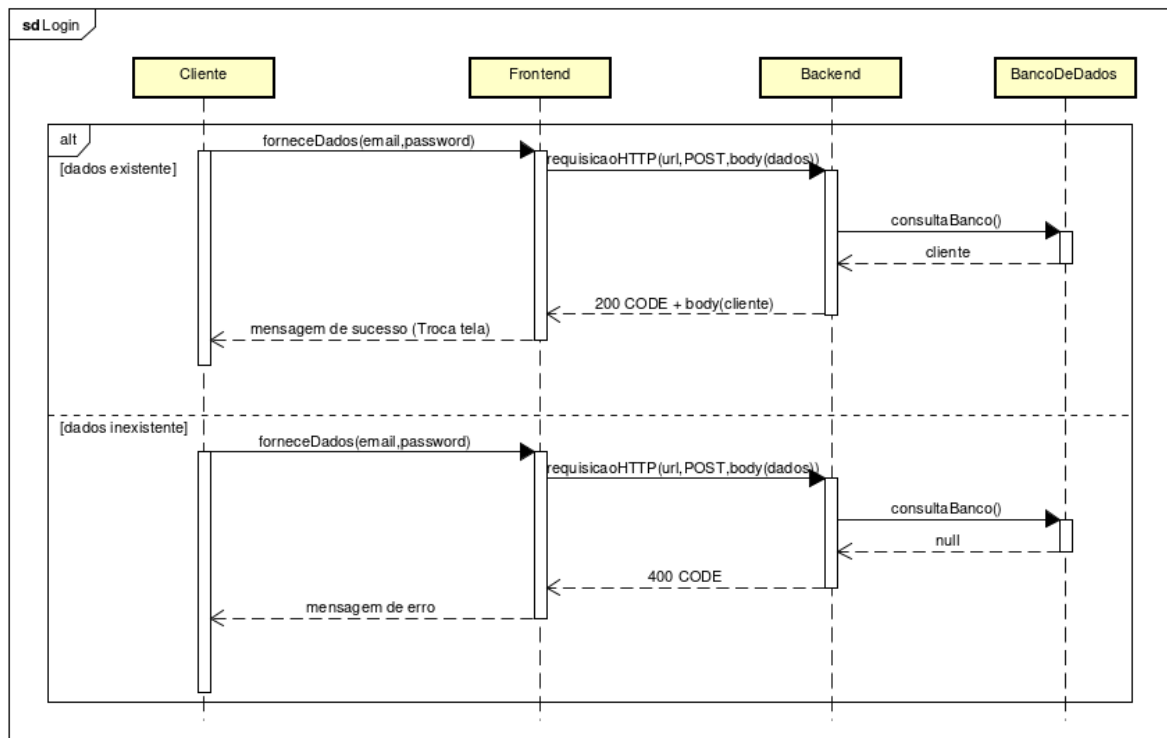 sd Login
Cliente
Frontend
Backend
BancoDeDados
alt
[dados existente]
forneceDados(email,password)
requisicaoHTTP(url,POST,body(dados))
consultaBanco()
cliente
200 CODE + body(cliente)
mensagem de sucesso (Troca tela)
[dados inexistente]
forneceDados(email,password)
requisicaoHTTP(url,POST,body(dados))
consultaBanco()
null
400 CODE
mensagem de erro